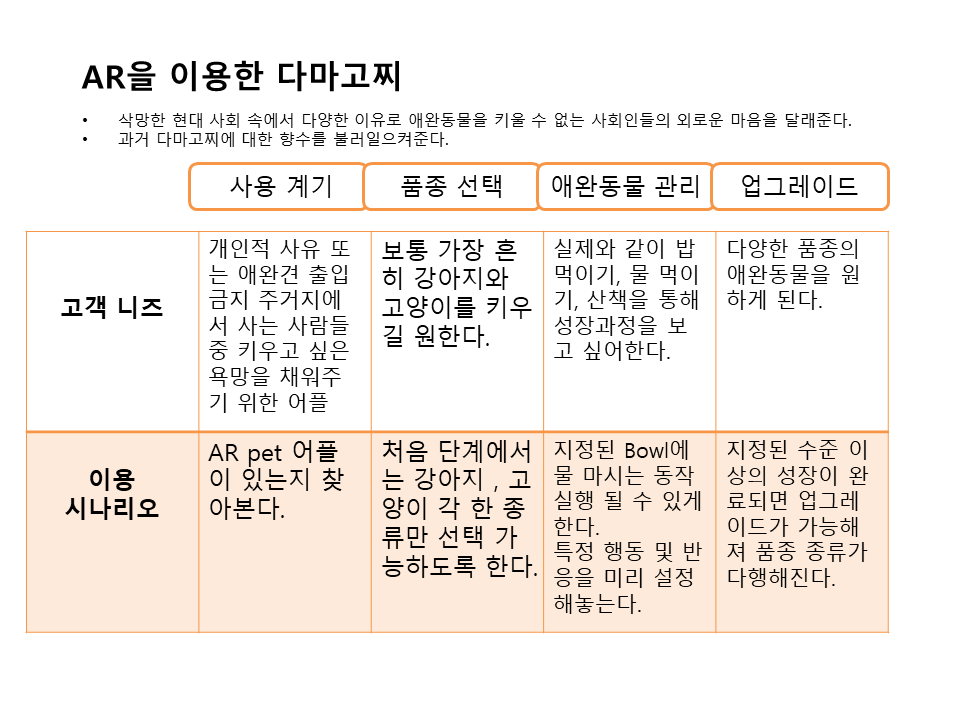 AR을 이용한 다마고찌
• 삭막한 현대 사회 속에서 다양한 이유로 애완동물을 키울 수 없는 사회인들의 외로운 마음을 달래준다.
• 과거 다마고찌에 대한 향수를 불러일으켜준다.
사용 계기
품종 선택
애완동물 관리
업그레이드
고객 니즈
개인적 사유 또
는 애완견 출입
금지 주거지에
서 사는 사람들
중 키우고 싶은
욕망을 채워주
기 위한 어플
보통 가장 흔
히 강아지와
고양이를 키우
길 원한다.
실제와 같이 밥
먹이기, 물 먹이
기, 산책을 통해
성장과정을 보
고 싶어한다.
다양한 품종의
애완동물을 원
하게 된다.
이용
시나리오
AR pet 어플
이 있는지 찾
아본다.
처음 단계에서
는 강아지 , 고
양이 각 한 종
류만 선택 가
능하도록 한다.
지정된 Bowl에
물 마시는 동작
실행 될 수 있게
한다.
특정 행동 및 반
응을 미리 설정
해놓는다.
지정된 수준 이
상의 성장이 완
료되면 업그레
이드가 가능해
져 품종 종류가
다행해진다.